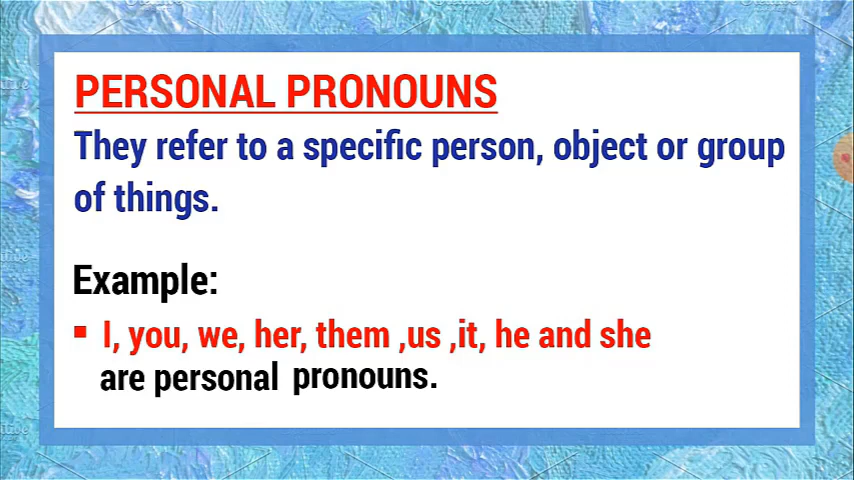 PERSONAL PRONOUNS
They refer to a specific person, object or group
of things.
Example:
▪ I, you, we, her, them ,us ,it, he and she
are personal pronouns.